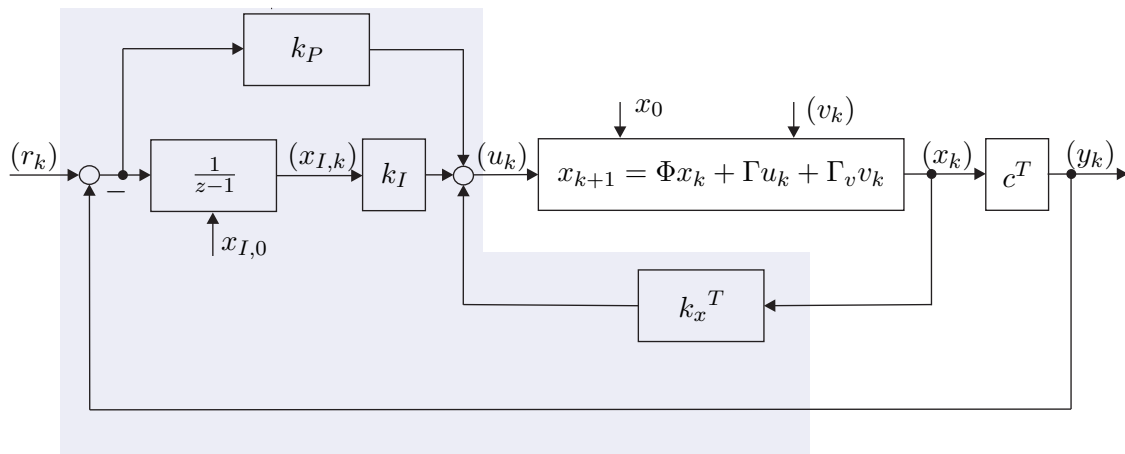 k_P
x_0
(v_k)
(r_k)
−
1/(z−1)
(x_{I,k})
k_I
(u_k)
x_{k+1} = Φx_k + Γu_k + Γ_v v_k
(x_k)
c^T
(y_k)
x_{I,0}
k_x^T